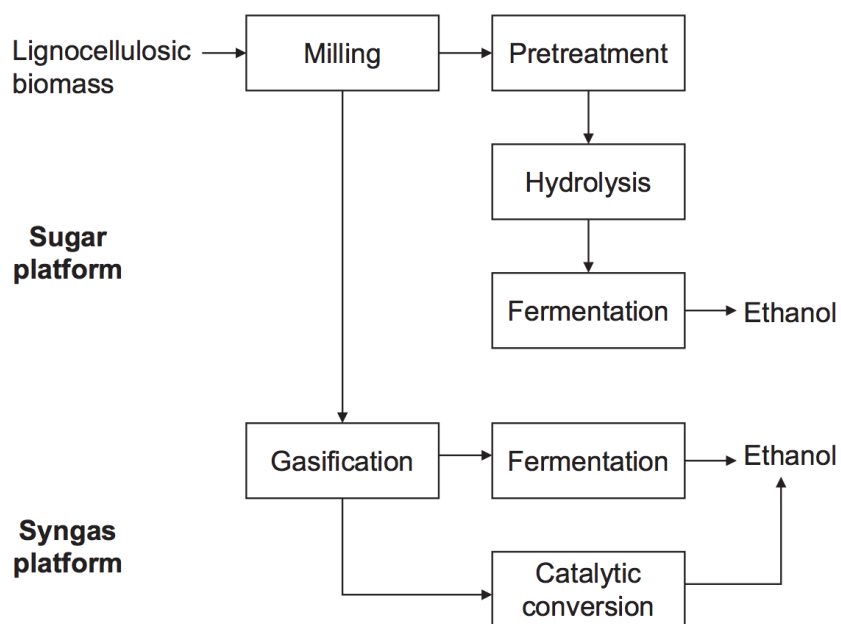 Lignocellulosic
biomass
Milling
Pretreatment
Hydrolysis
Sugar
platform
Fermentation
Ethanol
Gasification
Fermentation
Ethanol
Syngas
platform
Catalytic
conversion